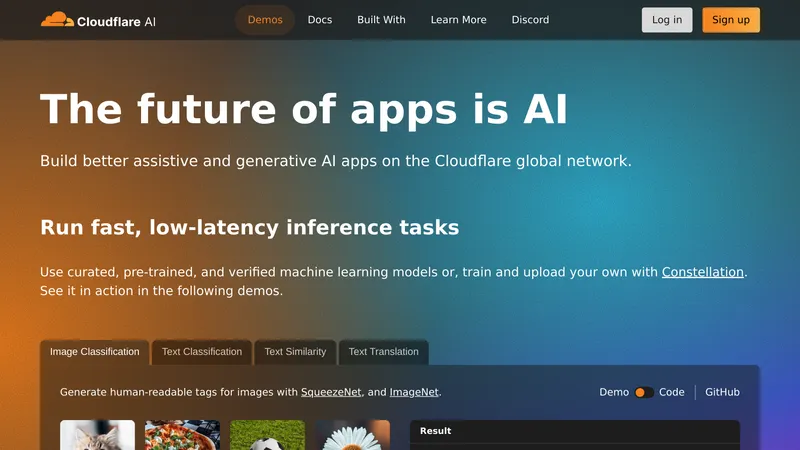 Cloudflare AI
Demos
Docs
Built With
Learn More
Discord
Log in
Sign up
The future of apps is AI
Build better assistive and generative AI apps on the Cloudflare global network.
Run fast, low-latency inference tasks
Use curated, pre-trained, and verified machine learning models or, train and upload your own with Constellation.
See it in action in the following demos.
Image Classification
Text Classification
Text Similarity
Text Translation
Generate human-readable tags for images with SqueezeNet, and ImageNet.
Demo
Code
GitHub
Result